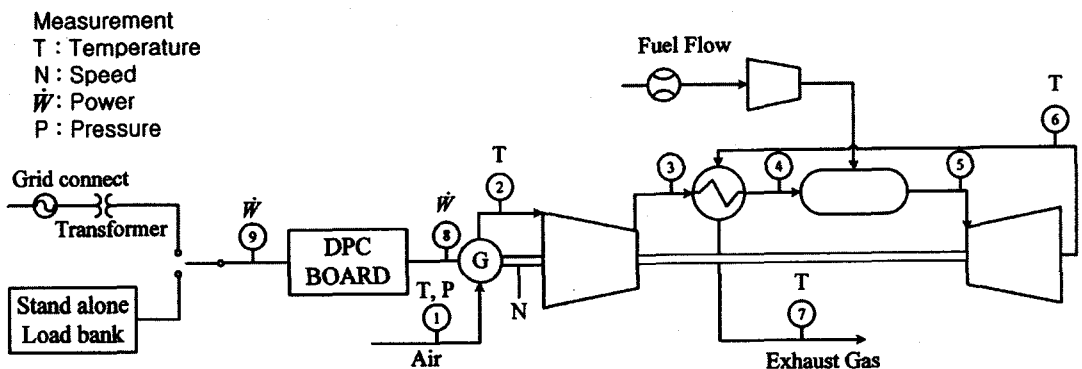 Measurement
T : Temperature
N : Speed
Ẇ : Power
P : Pressure
Fuel Flow
T
6
T
2
3
4
5
Grid connect
Transformer
Ẇ
9
DPC
BOARD
Ẇ
8
G
T, P
1
N
Air
T
7
Exhaust Gas
Stand alone
Load bank